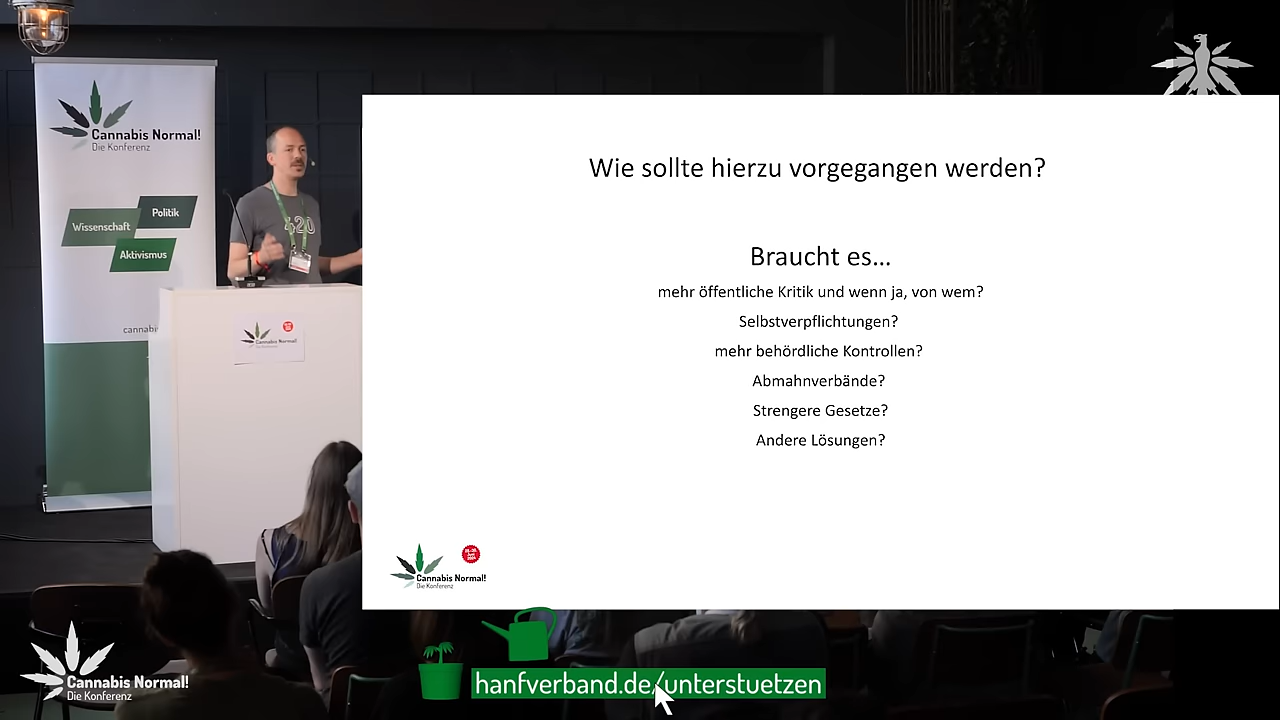 Cannabis Normal!
Die Konferenz
Wissenschaft
Politik
Aktivismus
cannabis
420
Cannabis Normal!
Wie sollte hierzu vorgegangen werden?
Braucht es...
mehr öffentliche Kritik und wenn ja, von wem?
Selbstverpflichtungen?
mehr behördliche Kontrollen?
Abmahnverbände?
Strengere Gesetze?
Andere Lösungen?
Cannabis Normal!
Die Konferenz
Cannabis Normal!
Die Konferenz
hanfverband.de/unterstuetzen